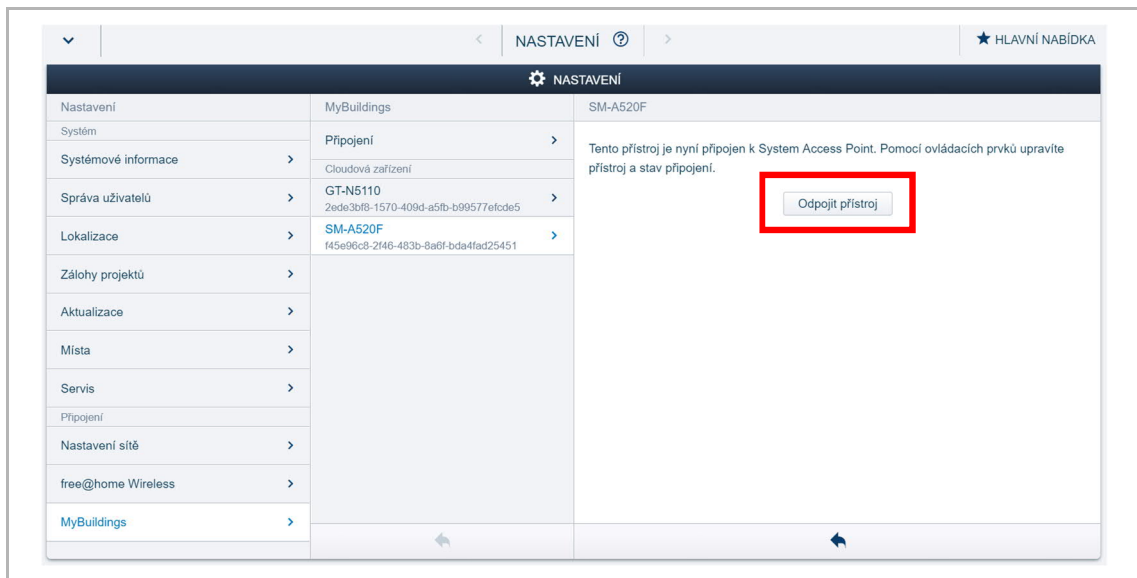 NASTAVENÍ
HLAVNÍ NABÍDKA
NASTAVENÍ
Nastavení
Systém
Systémové informace
Správa uživatelů
Lokalizace
Zálohy projektů
Aktualizace
Místa
Servis
Připojení
Nastavení sítě
free@home Wireless
MyBuildings
MyBuildings
Připojení
Cloudová zařízení
GT-N5110
2ede3bf8-1570-409d-a5fb-b99577efcde5
SM-A520F
f45e96c8-2f46-483b-8a6f-bda4fad25451
SM-A520F
Tento přístroj je nyní připojen k System Access Point. Pomocí ovládacích prvků upravíte
přístroj a stav připojení.
Odpojit přístroj